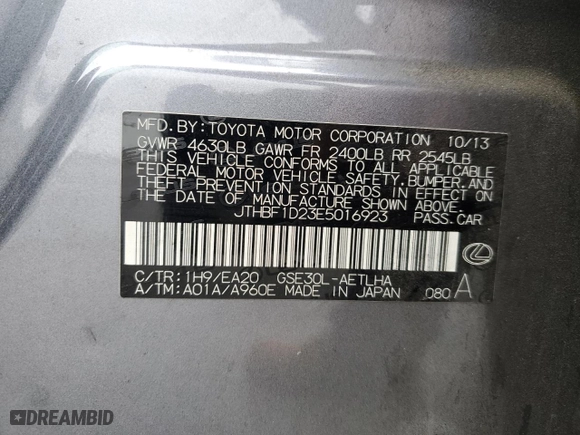 MFD. BY: TOYOTA MOTOR CORPORATION 10/13
GVWR 4630LB GAWR FR 2400LB RR 2545LB
THIS VEHICLE CONFORMS TO ALL APPLICABLE
FEDERAL MOTOR VEHICLE SAFETY, BUMPER, AND
THEFT PREVENTION STANDARDS IN EFFECT ON
THE DATE OF MANUFACTURE SHOWN ABOVE.
JTHBF1D23E5016923 PASS. CAR
C/TR: 1H9/EA20 GSE30L-AETLHA
A/TM: A01A/A960E MADE IN JAPAN 080 A
DREAMBID